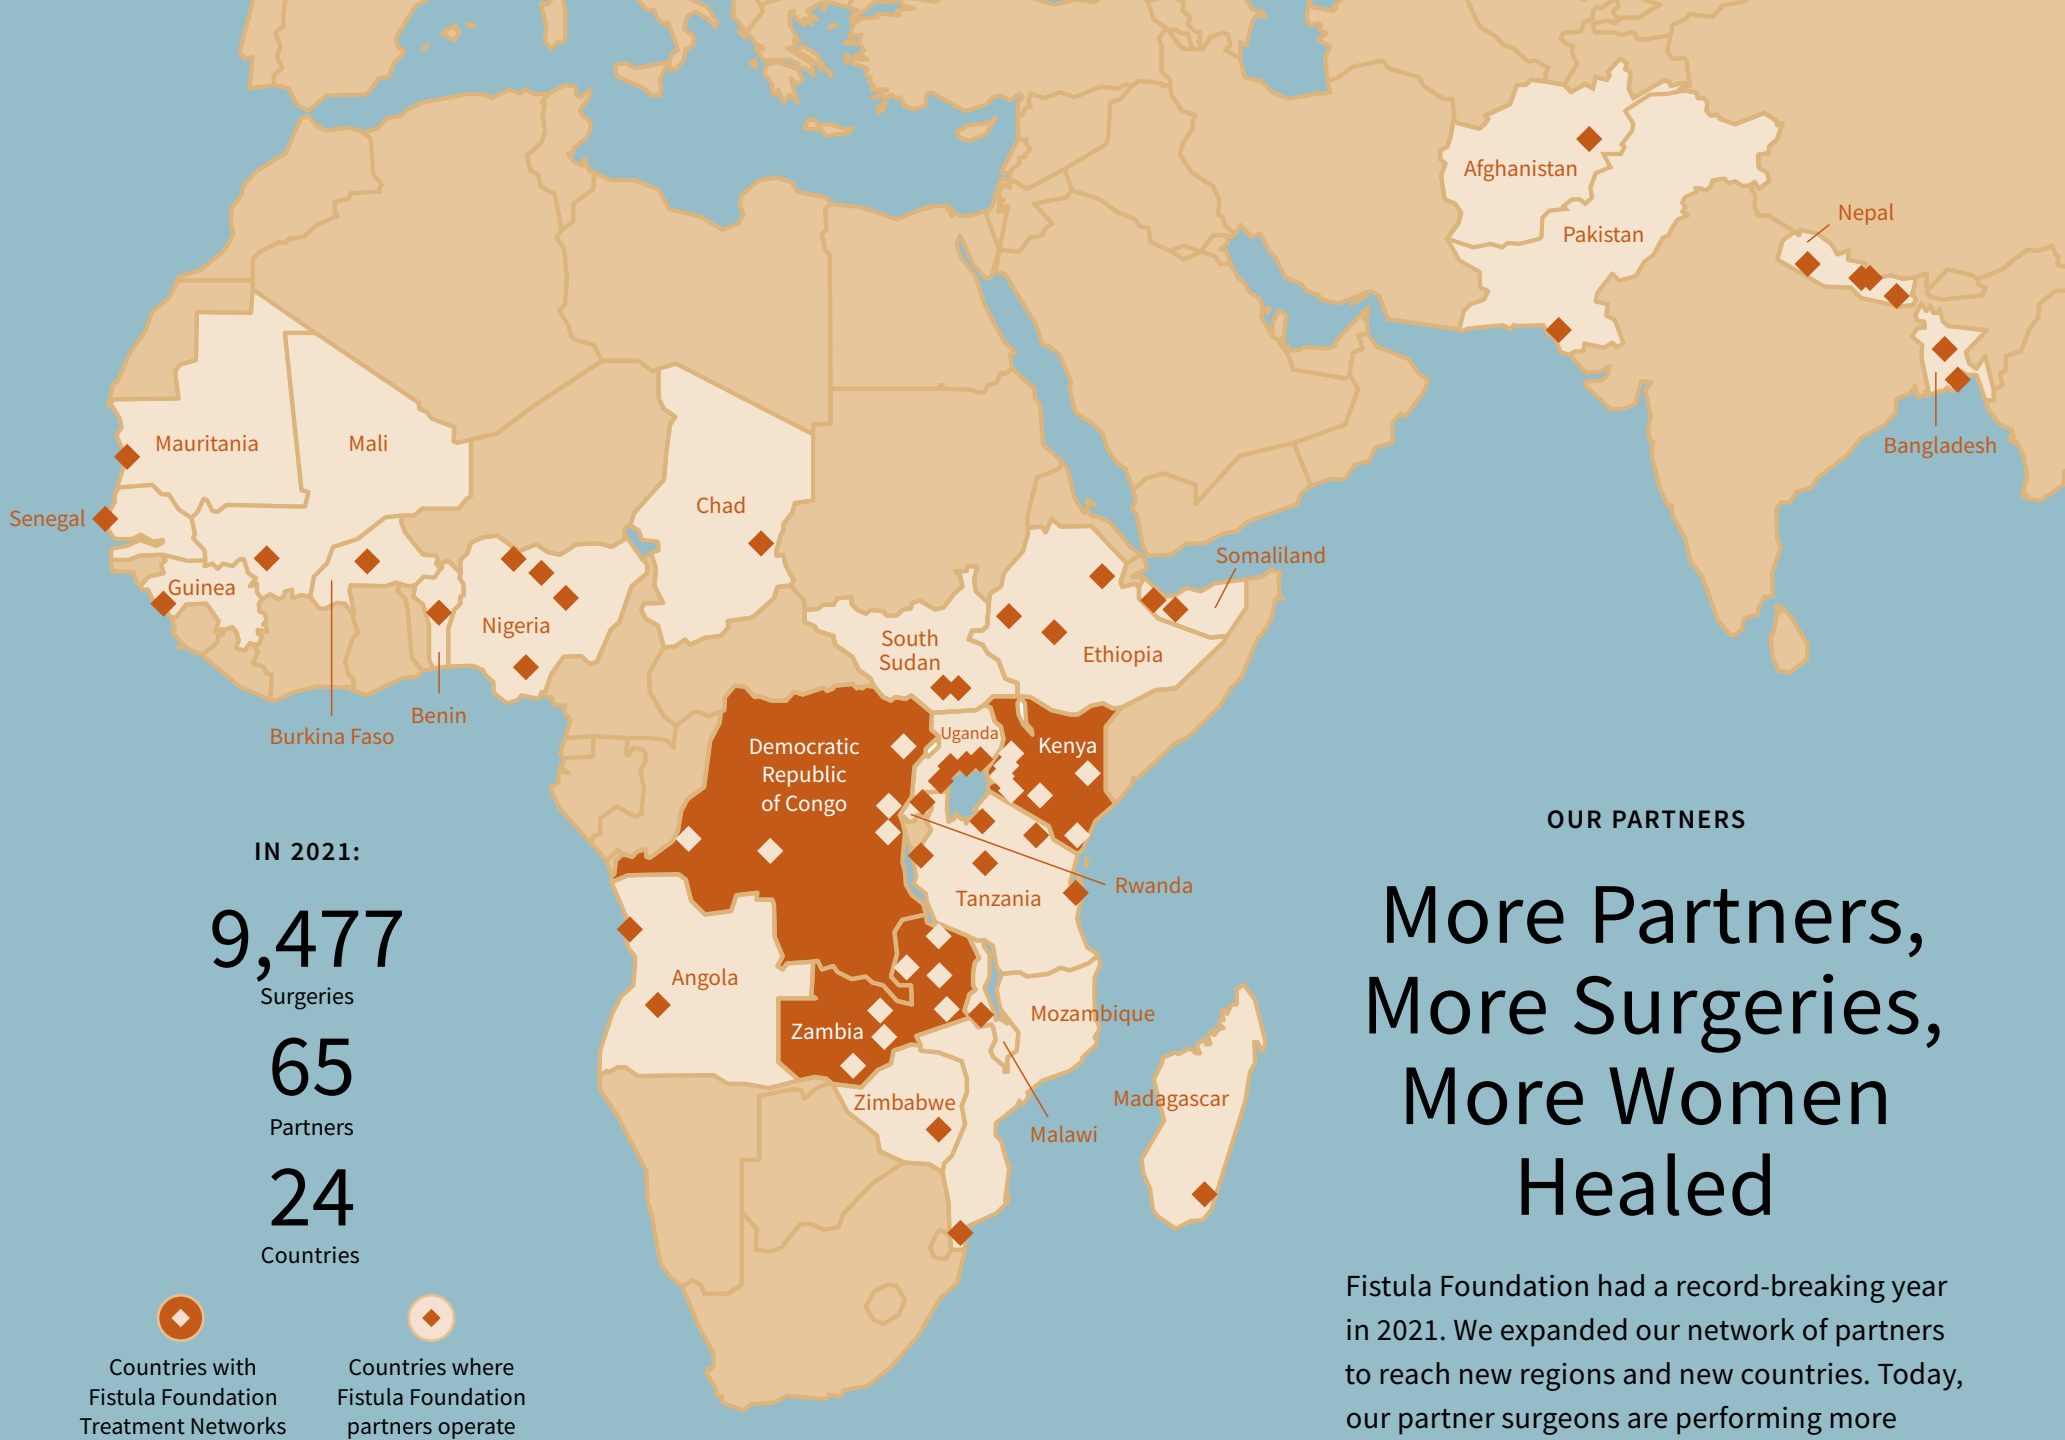 Afghanistan
Nepal
Pakistan
Mauritania
Mali
Bangladesh
Chad
Senegal
Somaliland
Guinea
Nigeria
South
Sudan
Ethiopia
Benin
Burkina Faso
Uganda
Democratic
Republic
of Congo
Kenya
Rwanda
Tanzania
Angola
Mozambique
Zambia
Zimbabwe
Madagascar
Malawi
IN 2021:
9,477
Surgeries
65
Partners
24
Countries
Countries with
Fistula Foundation
Treatment Networks
Countries where
Fistula Foundation
partners operate
OUR PARTNERS
More Partners,
More Surgeries,
More Women
Healed
Fistula Foundation had a record-breaking year
in 2021. We expanded our network of partners
to reach new regions and new countries. Today,
our partner surgeons are performing more